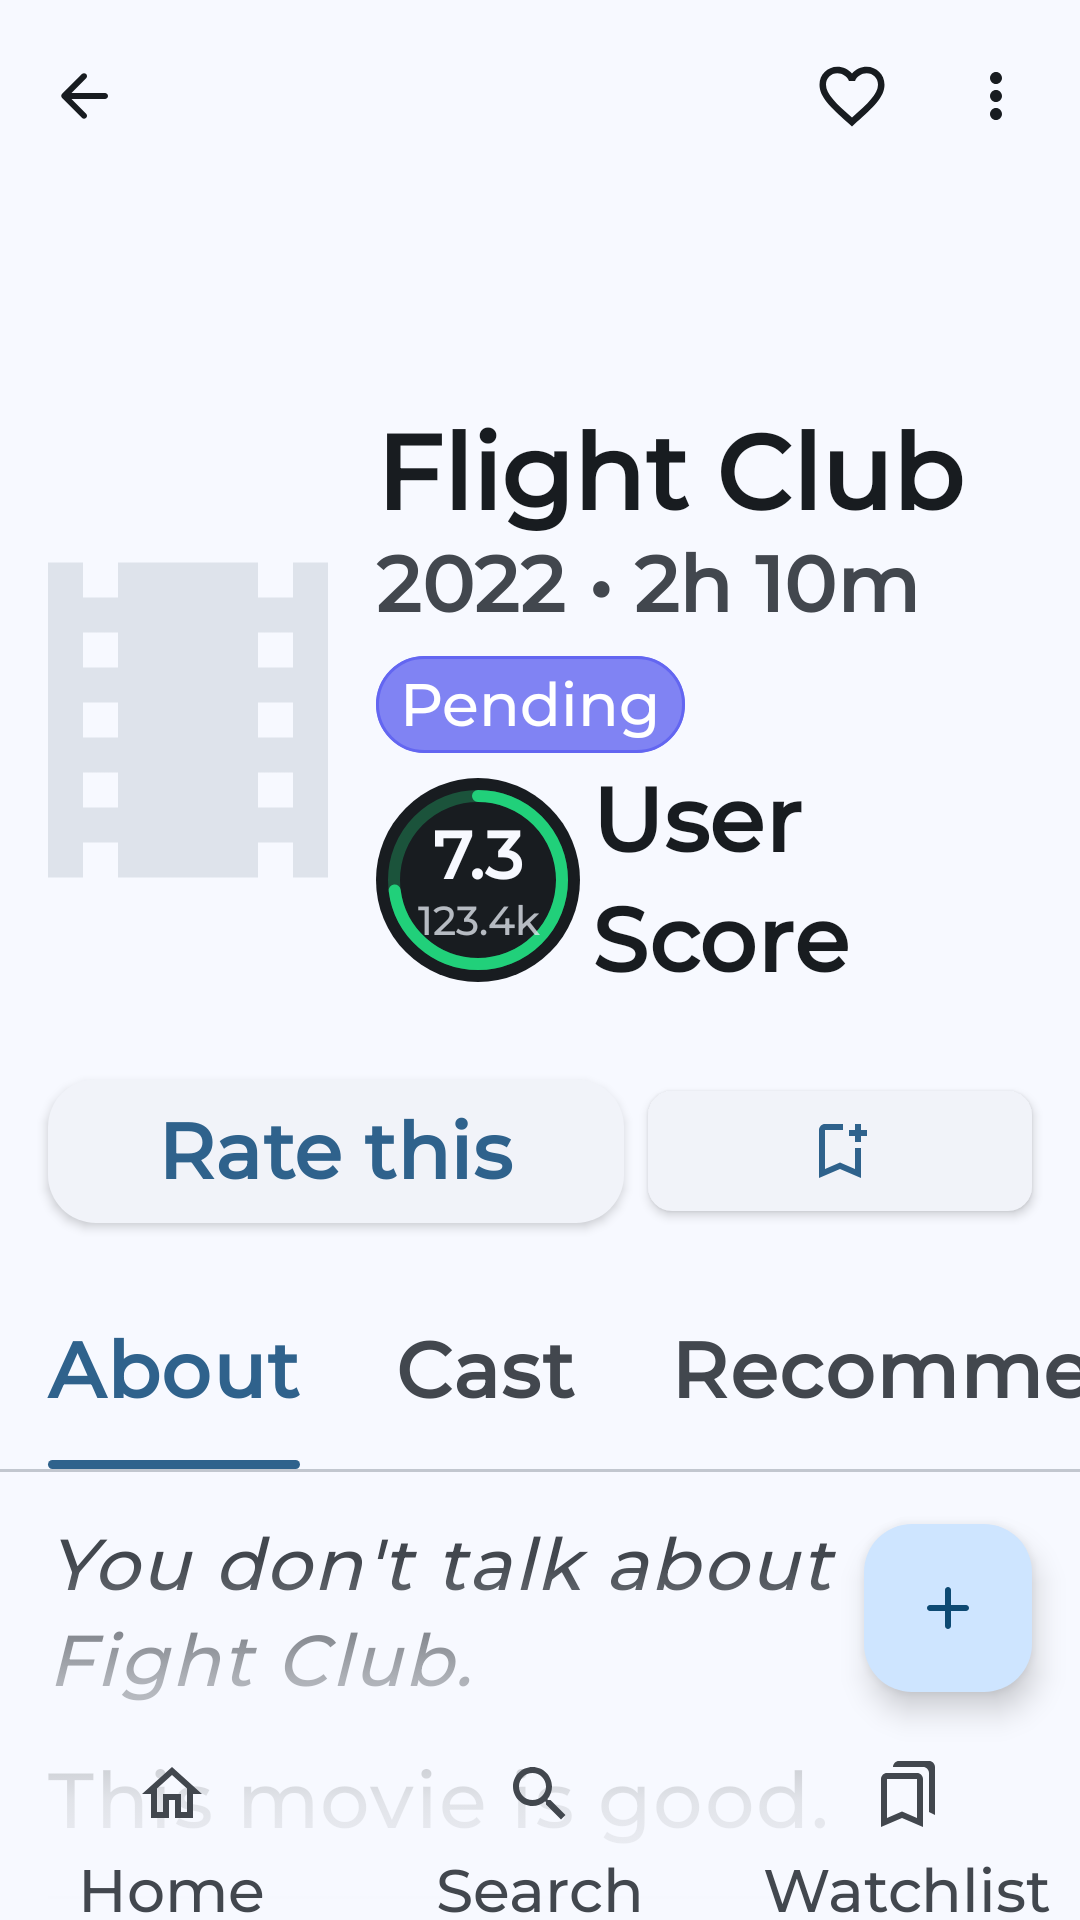 Flight Club
2022 • 2h 10m
Pending
7.3
123.4k
User
Score
Rate this
About Cast Recomme
You don't talk about
Fight Club.
This movie is good.
Home Search Watchlist